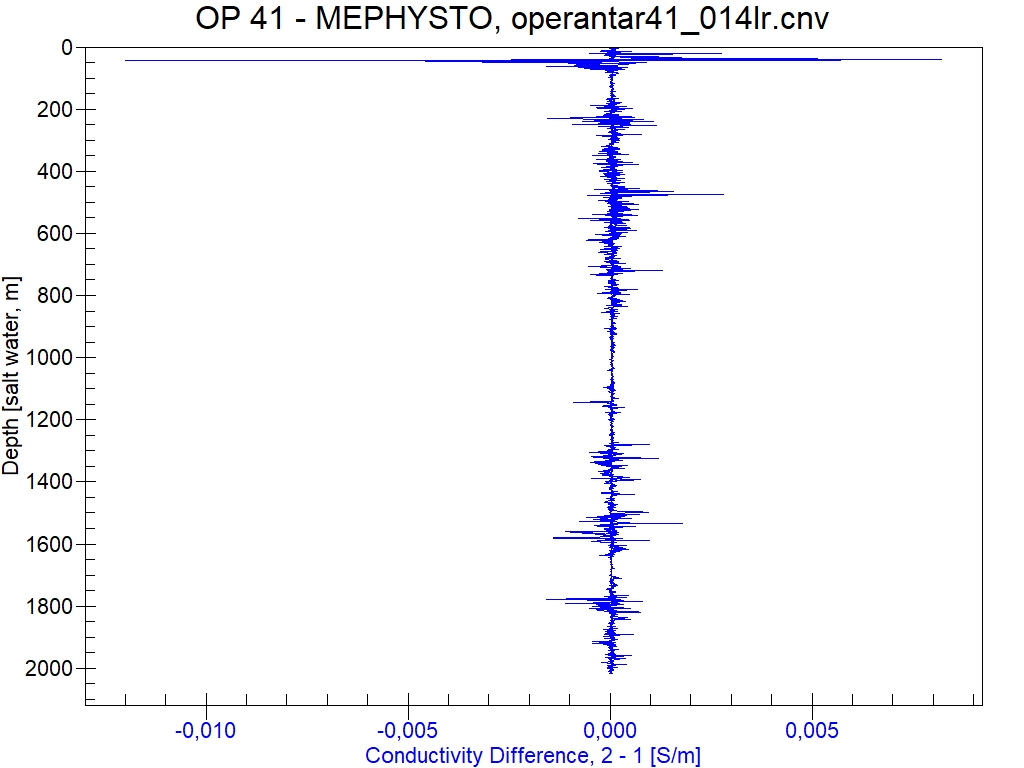 OP 41 - MEPHYSTO, operantar41_014lr.cnv
0
200
400
600
800
1000
1200
1400
1600
1800
2000
Depth [salt water, m]
-0,010 -0,005 0,000 0,005
Conductivity Difference, 2 - 1 [S/m]